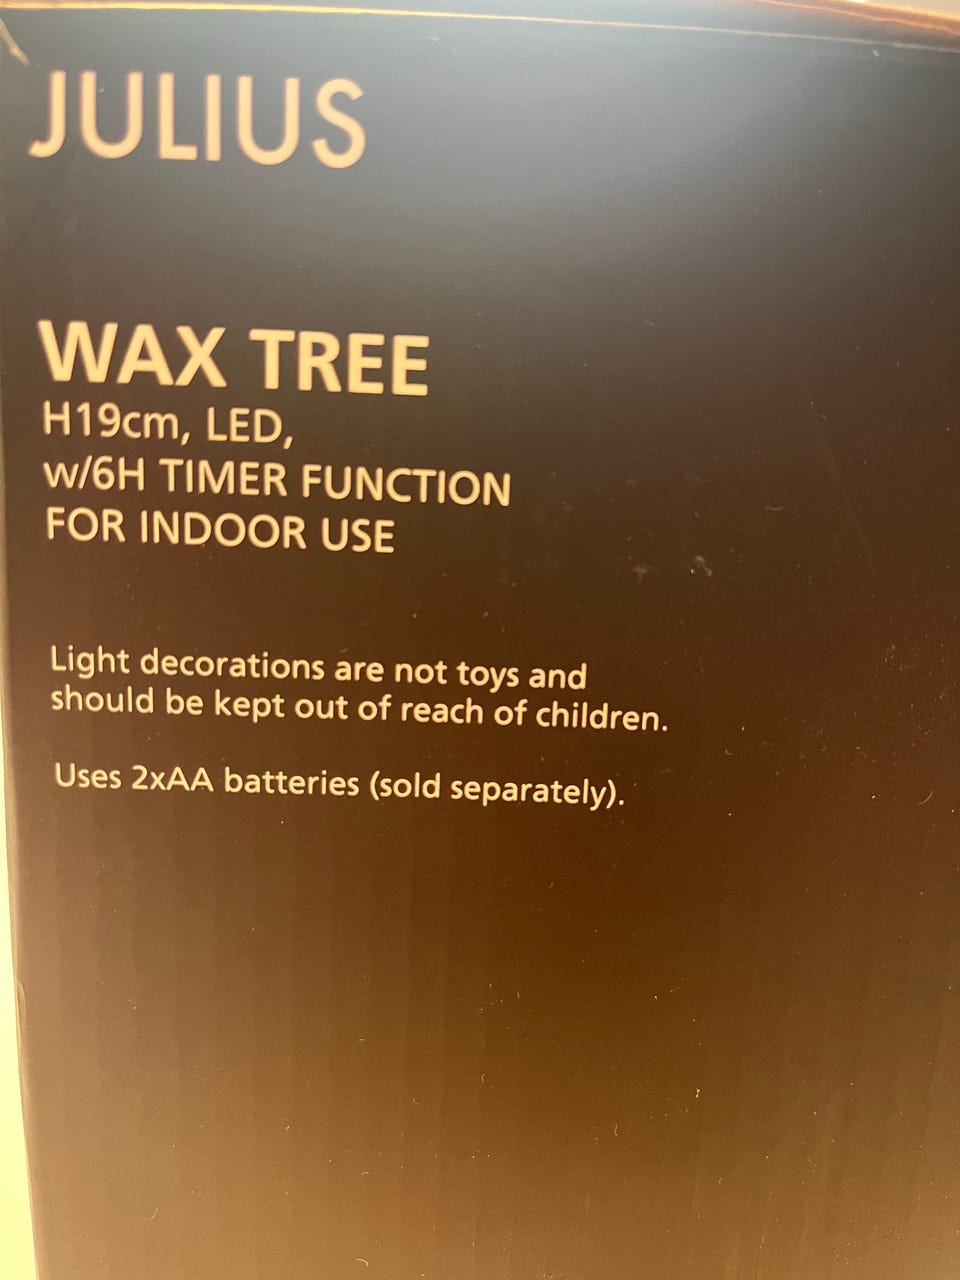 JULIUS
WAX TREE
H19cm, LED,
w/6H TIMER FUNCTION
FOR INDOOR USE
Light decorations are not toys and
should be kept out of reach of children.
Uses 2xAA batteries (sold separately).